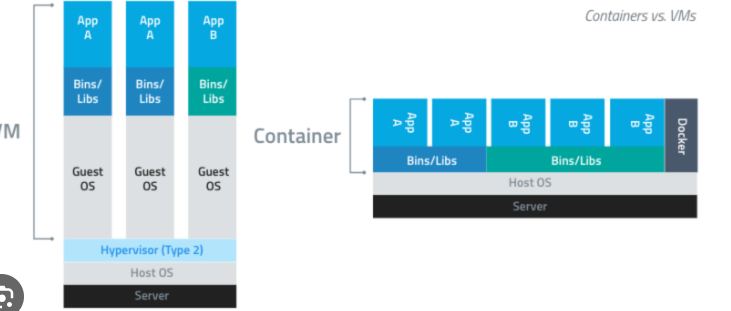 Containers vs. VMs
App
A
App
A
App
B
Bins/
Libs
Bins/
Libs
Bins/
Libs
Guest
OS
Guest
OS
Guest
OS
Hypervisor (Type 2)
Host OS
Server
Container
App
A
App
A
App
B
App
B
App
B
Docker
Bins/Libs
Bins/Libs
Host OS
Server